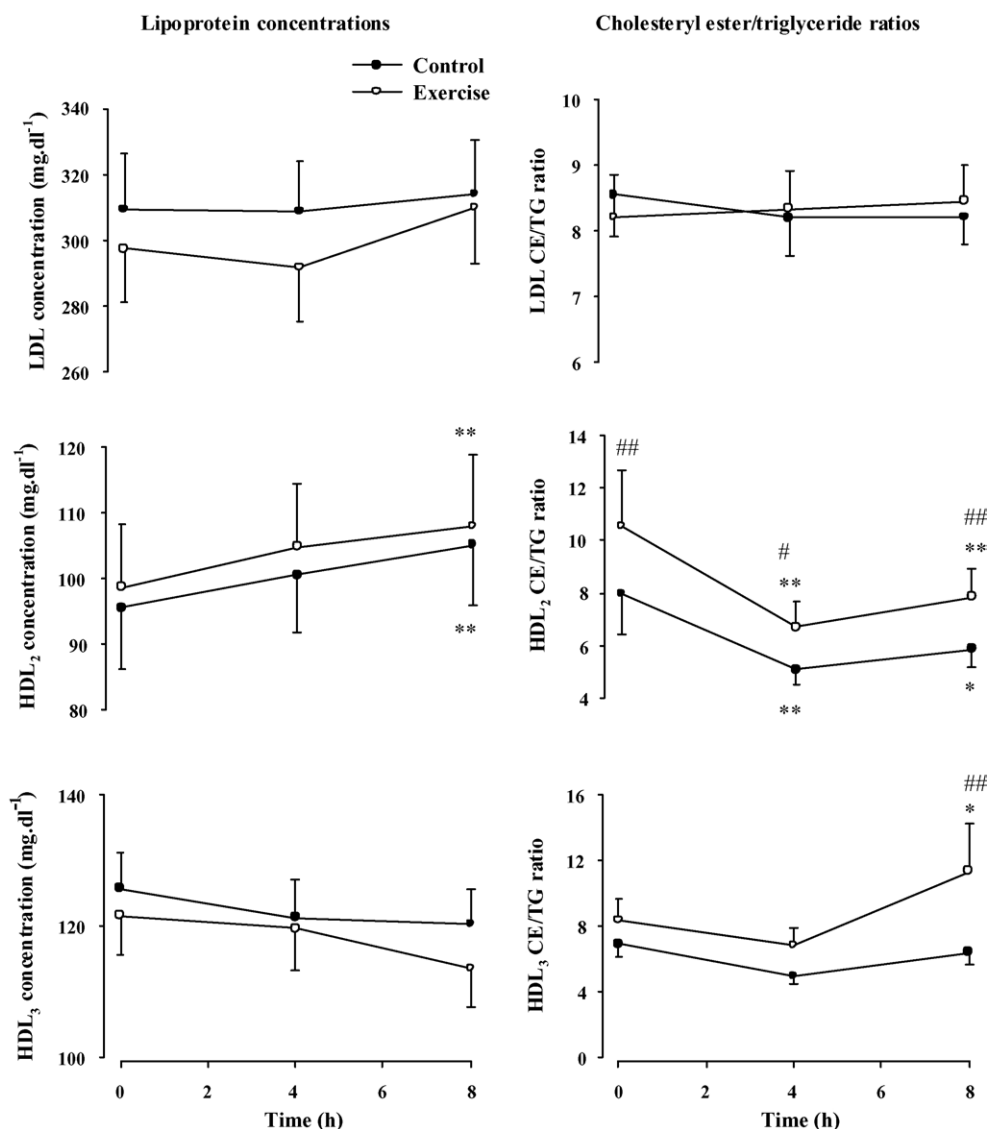 Lipoprotein concentrations
Cholesteryl ester/triglyceride ratios
Control
Exercise
LDL concentration (mg.dl⁻¹)
340
320
300
280
260
LDL CE/TG ratio
10
9
8
7
6
HDL₂ concentration (mg.dl⁻¹)
120
110
100
90
80
**
**
HDL₂ CE/TG ratio
14
12
10
8
6
4
##
#
**
**
##
**
*
HDL₃ concentration (mg.dl⁻¹)
140
120
100
0 2 4 6 8
Time (h)
HDL₃ CE/TG ratio
16
12
8
4
0
##
*
0 2 4 6 8
Time (h)